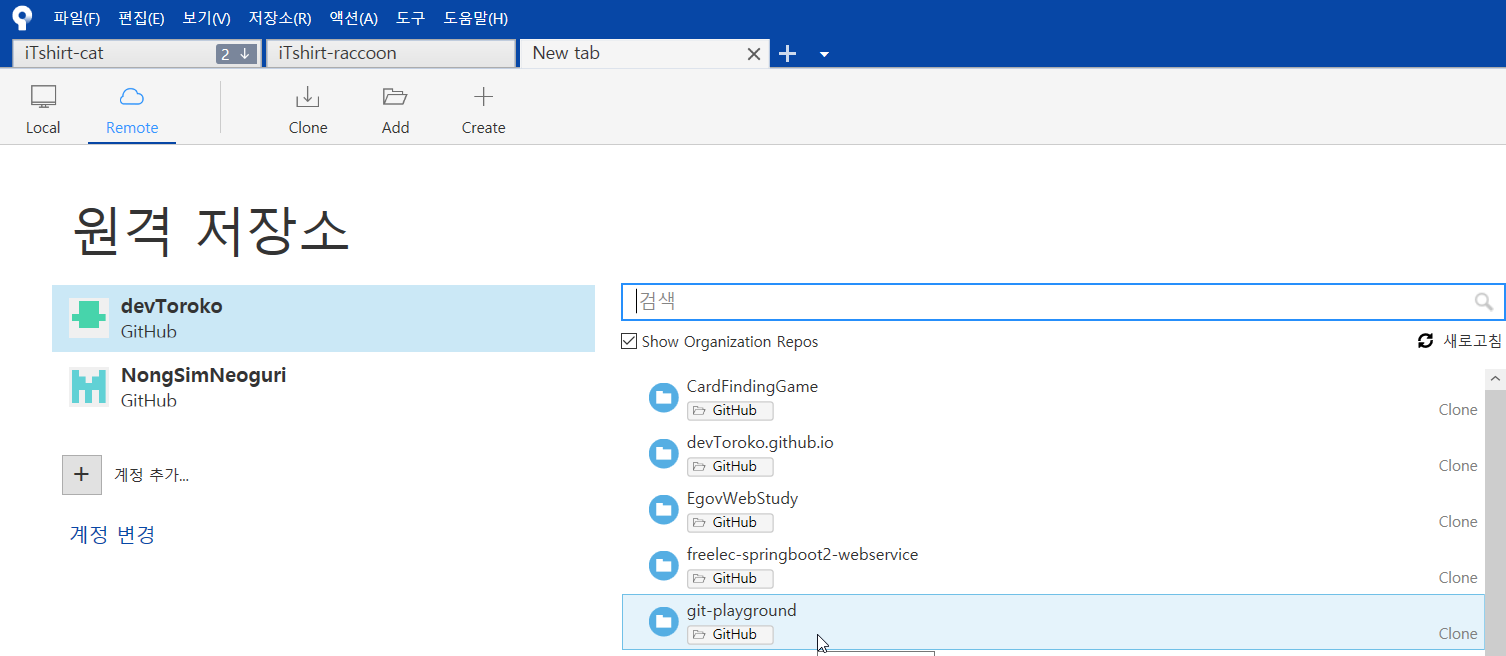 파일(F) 편집(E) 보기(V) 저장소(R) 액션(A) 도구 도움말(H)
iTshirt-cat 2 iTshirt-raccoon New tab
Local Remote Clone Add Create
원격 저장소
devToroko
GitHub
NongSimNeoguri
GitHub
계정 추가...
계정 변경
검색
Show Organization Repos 새로고침
CardFindingGame
GitHub
Clone
devToroko.github.io
GitHub
Clone
EgovWebStudy
GitHub
Clone
freelec-springboot2-webservice
GitHub
Clone
git-playground
GitHub
Clone